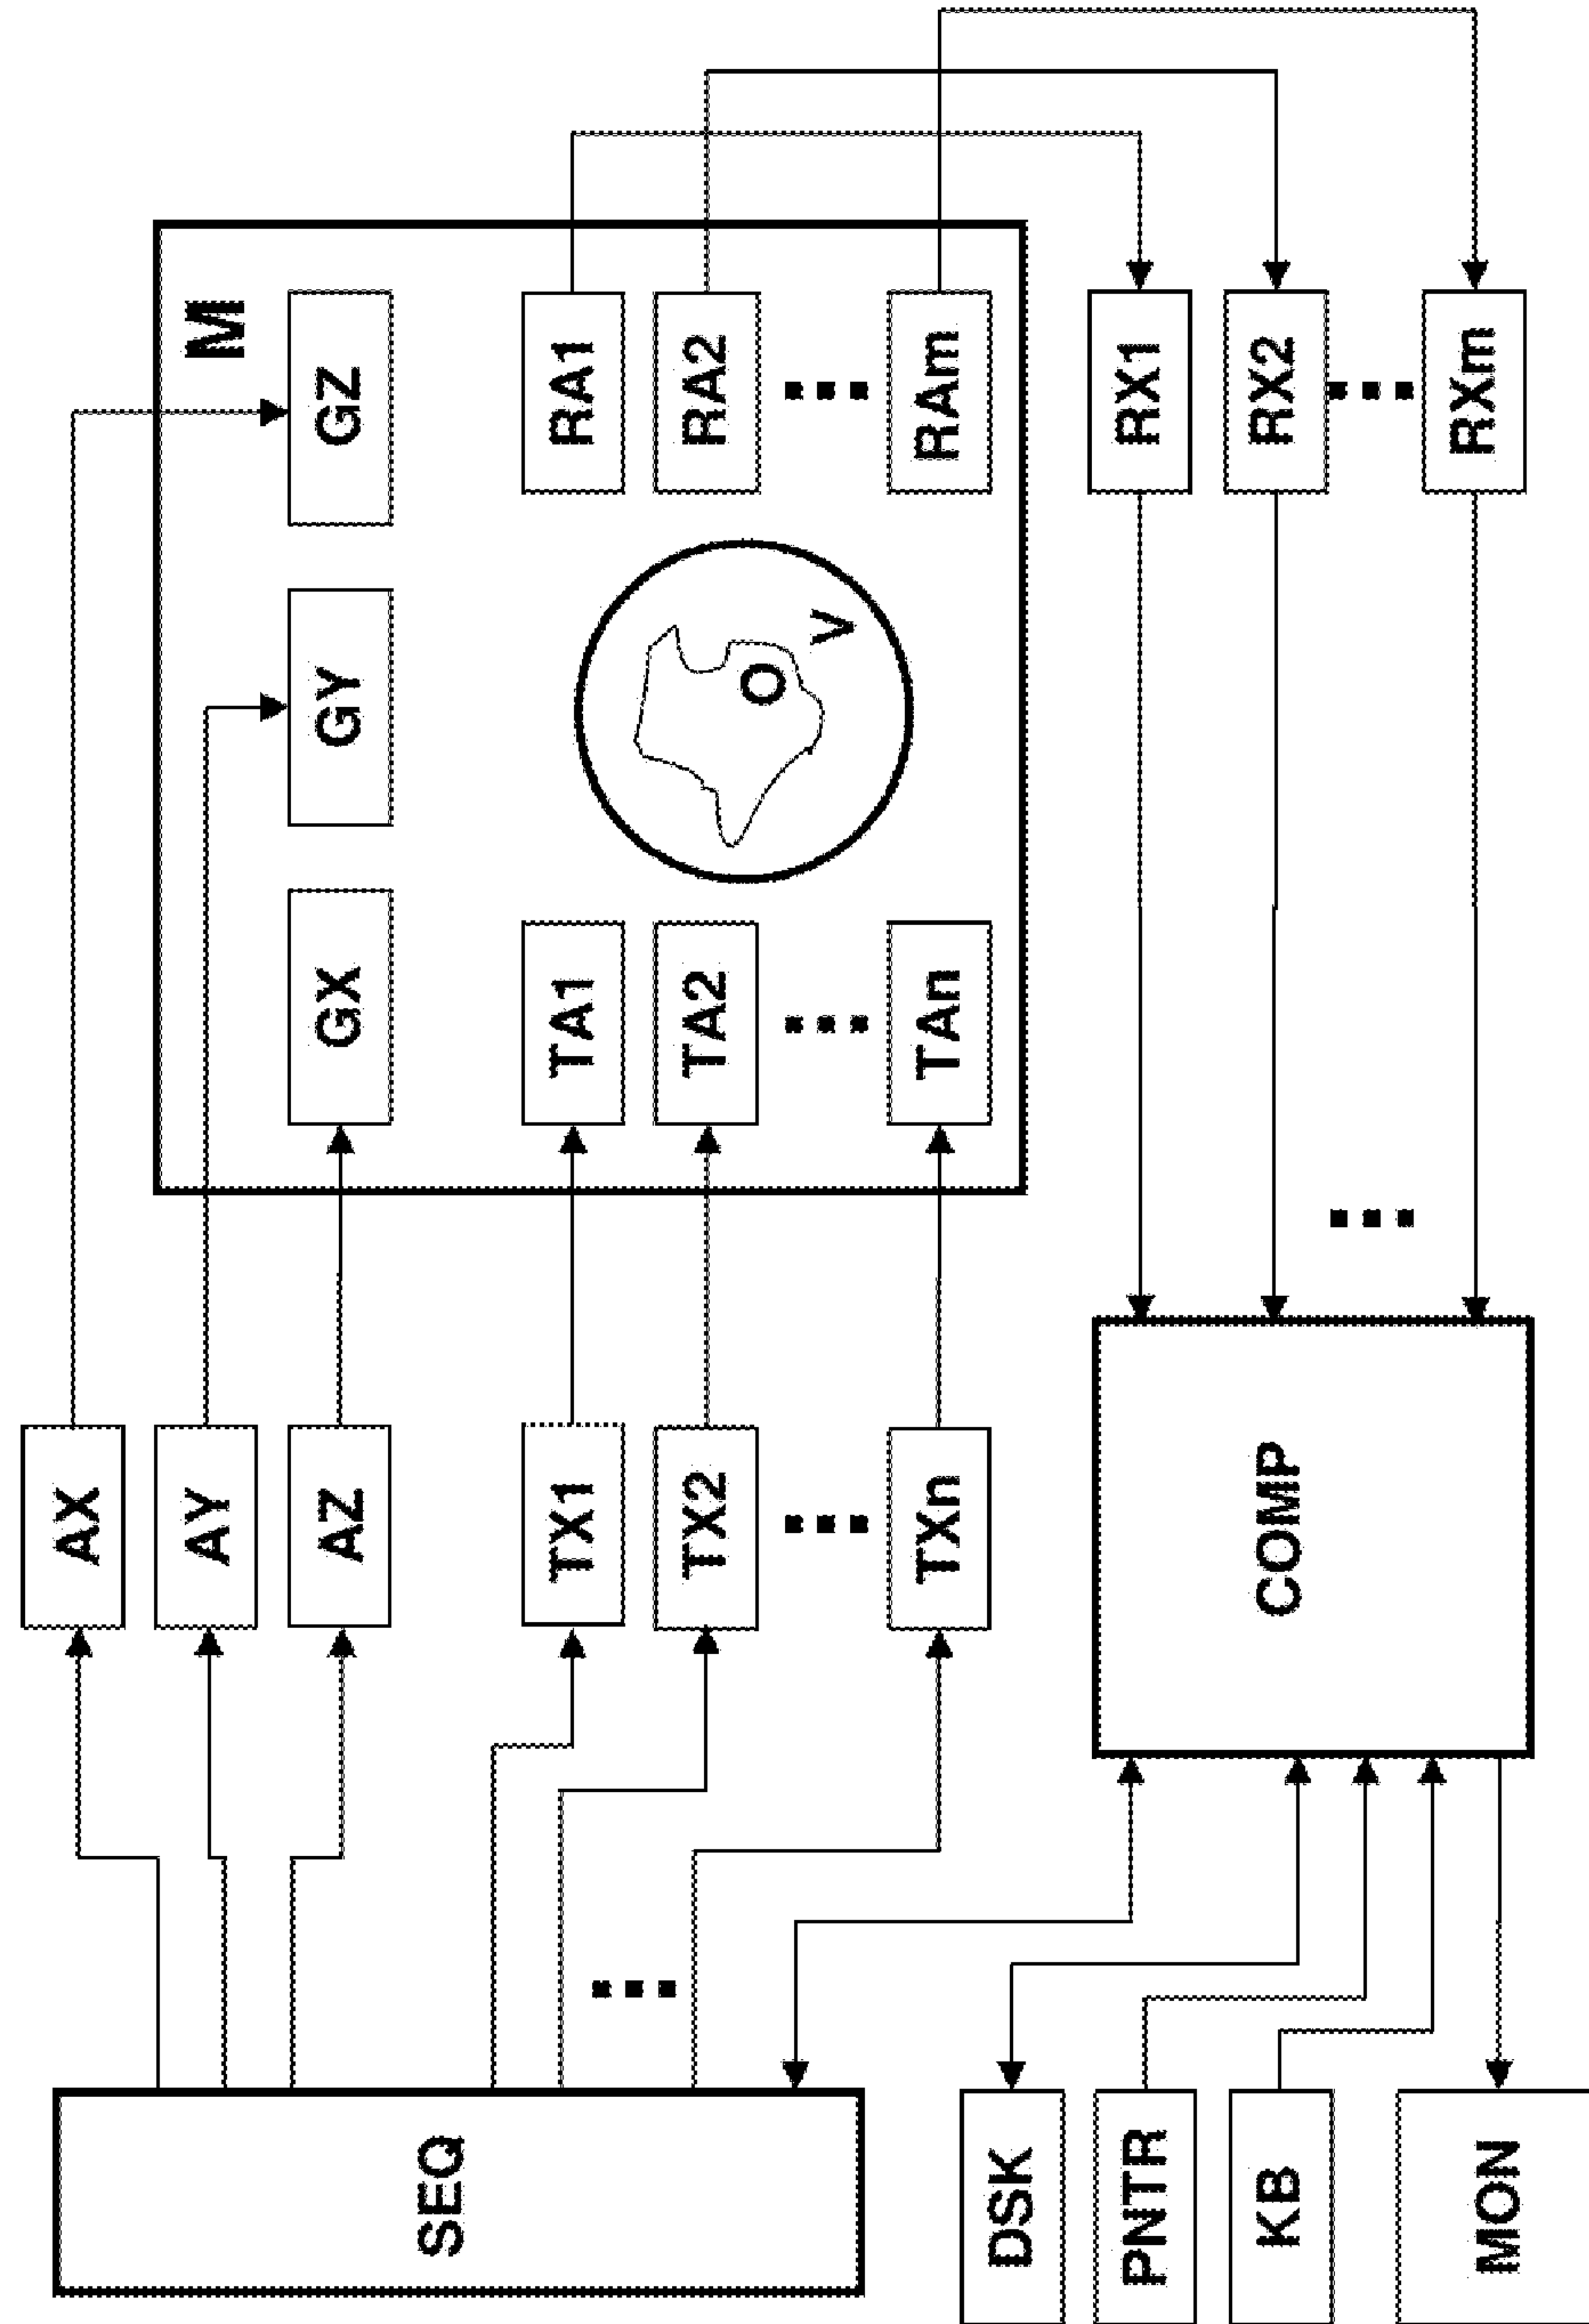 SEQ
AX
AY
AZ
TX1
TX2
...
TXn
...
M
GX
GY
GZ
TA1
TA2
...
TAn
O
V
RA1
RA2
...
RAm
DSK
PNTR
KB
MON
COMP
...
RX1
RX2
...
RXm